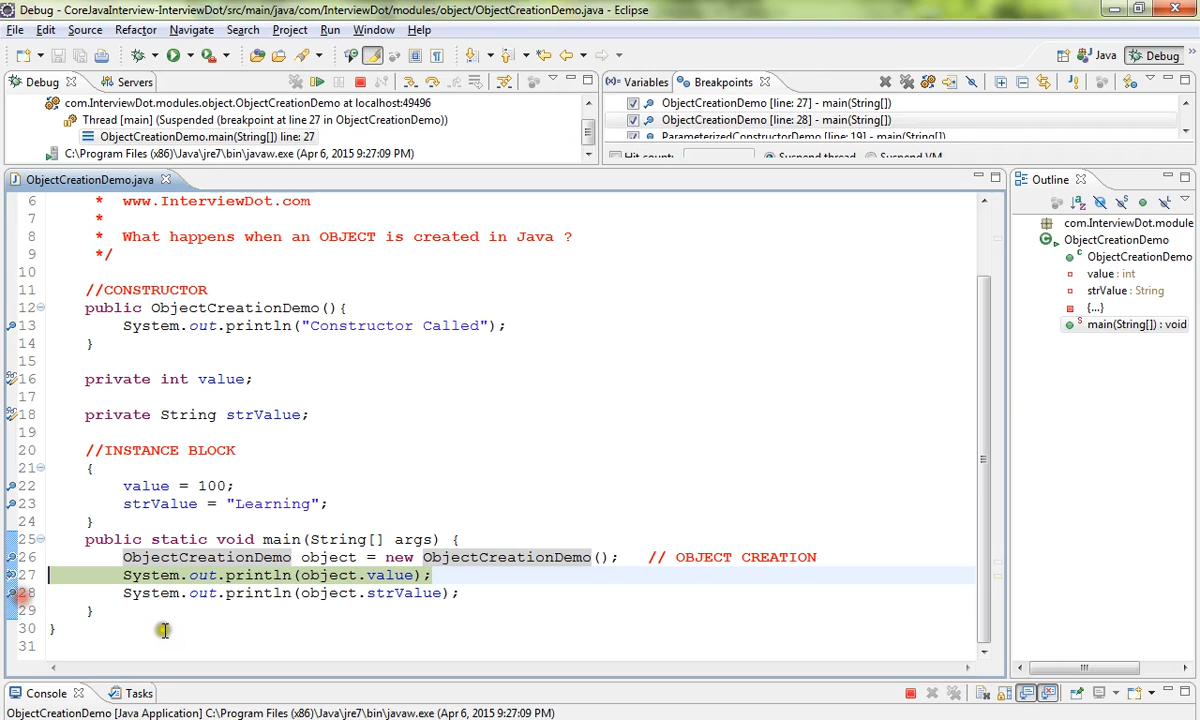 Debug - CoreJavaInterview-InterviewDot/src/main/java/com/InterviewDot/modules/object/ObjectCreationDemo.java - Eclipse
File Edit Source Refactor Navigate Search Project Run Window Help
Java Debug
Debug Servers
com.InterviewDot.modules.object.ObjectCreationDemo at localhost:49496
Thread [main] (Suspended (breakpoint at line 27 in ObjectCreationDemo))
ObjectCreationDemo.main(String[]) line: 27
C:\Program Files (x86)\Java\jre7\bin\javaw.exe (Apr 6, 2015 9:27:09 PM)
Variables Breakpoints
ObjectCreationDemo [line: 27] - main(String[])
ObjectCreationDemo [line: 28] - main(String[])
ParameterizedConstructorDemo [line: 19] - main(String[])
Hit count: Suspend thread Suspend VM
ObjectCreationDemo.java
6 * www.InterviewDot.com
7 *
8 * What happens when an OBJECT is created in Java ?
9 */
10
11 //CONSTRUCTOR
12 public ObjectCreationDemo(){
13 System.out.println("Constructor Called");
14 }
15
16 private int value;
17
18 private String strValue;
19
20 //INSTANCE BLOCK
21 {
22 value = 100;
23 strValue = "Learning";
24 }
25 public static void main(String[] args) {
26 ObjectCreationDemo object = new ObjectCreationDemo(); // OBJECT CREATION
27 System.out.println(object.value);
28 System.out.println(object.strValue);
29 }
30 }
31
Outline
com.InterviewDot.module
ObjectCreationDemo
ObjectCreationDemo
value : int
strValue : String
{...}
main(String[]) : void
Console Tasks
ObjectCreationDemo [Java Application] C:\Program Files (x86)\Java\jre7\bin\javaw.exe (Apr 6, 2015 9:27:09 PM)